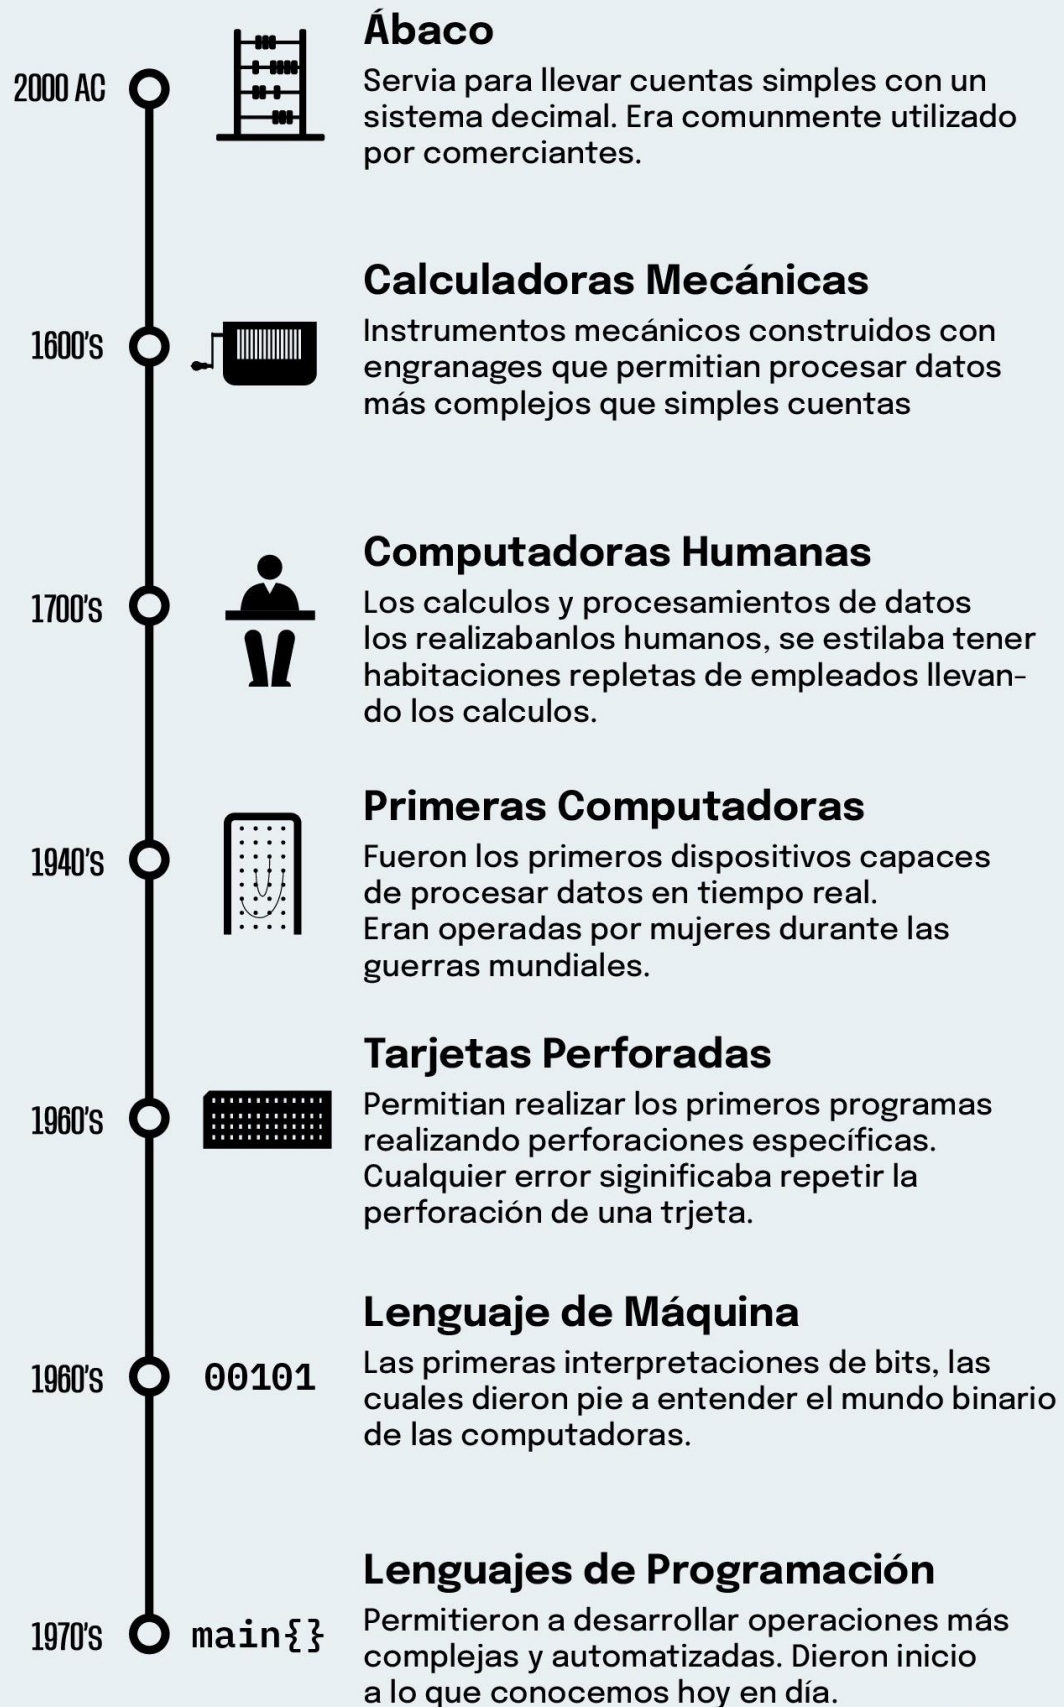 Ábaco
2000 AC
Servia para llevar cuentas simples con un
sistema decimal. Era comunmente utilizado
por comerciantes.
Calculadoras Mecánicas
1600'S
Instrumentos mecánicos construidos con
engranages que permitian procesar datos
más complejos que simples cuentas
Computadoras Humanas
1700'S
Los calculos y procesamientos de datos
los realizabanlos humanos, se estilaba tener
habitaciones repletas de empleados llevan-
do los calculos.
Primeras Computadoras
1940'S
Fueron los primeros dispositivos capaces
de procesar datos en tiempo real.
Eran operadas por mujeres durante las
guerras mundiales.
Tarjetas Perforadas
1960'S
Permitian realizar los primeros programas
realizando perforaciones específicas.
Cualquier error siginificaba repetir la
perforación de una trjeta.
Lenguaje de Máquina
1960'S
00101
Las primeras interpretaciones de bits, las
cuales dieron pie a entender el mundo binario
de las computadoras.
Lenguajes de Programación
1970'S
main{}
Permitieron a desarrollar operaciones más
complejas y automatizadas. Dieron inicio
a lo que conocemos hoy en día.